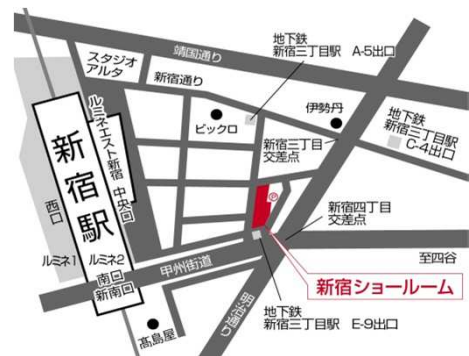 靖国通り
地下鉄
新宿三丁目駅 A-5出口
スタジオ
アルタ
新宿通り
伊勢丹
地下鉄
新宿三丁目駅
C-4出口
ビックロ
新宿三丁目
交差点
ルミネエスト新宿
中央口
新宿駅
西口
P
新宿四丁目
交差点
ルミネ1
ルミネ2
甲州街道
至四谷
南口
新南口
新宿ショールーム
明治通り
地下鉄
新宿三丁目駅 E-9出口
高島屋